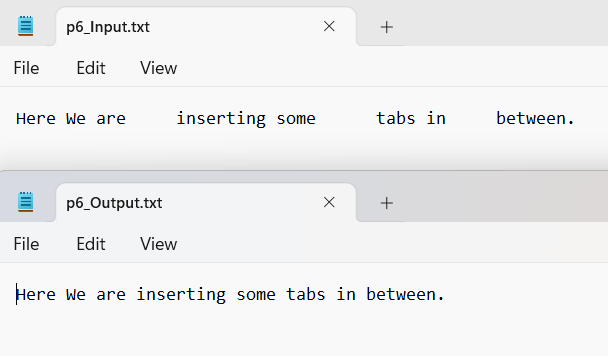 p6_Input.txt
File Edit View
Here We are     inserting some      tabs in     between.
p6_Output.txt
File Edit View
Here We are inserting some tabs in between.